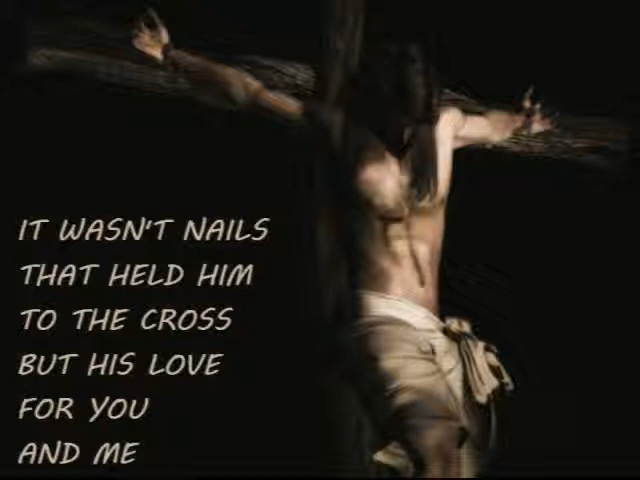 IT WASN'T NAILS
THAT HELD HIM
TO THE CROSS
BUT HIS LOVE
FOR YOU
AND ME